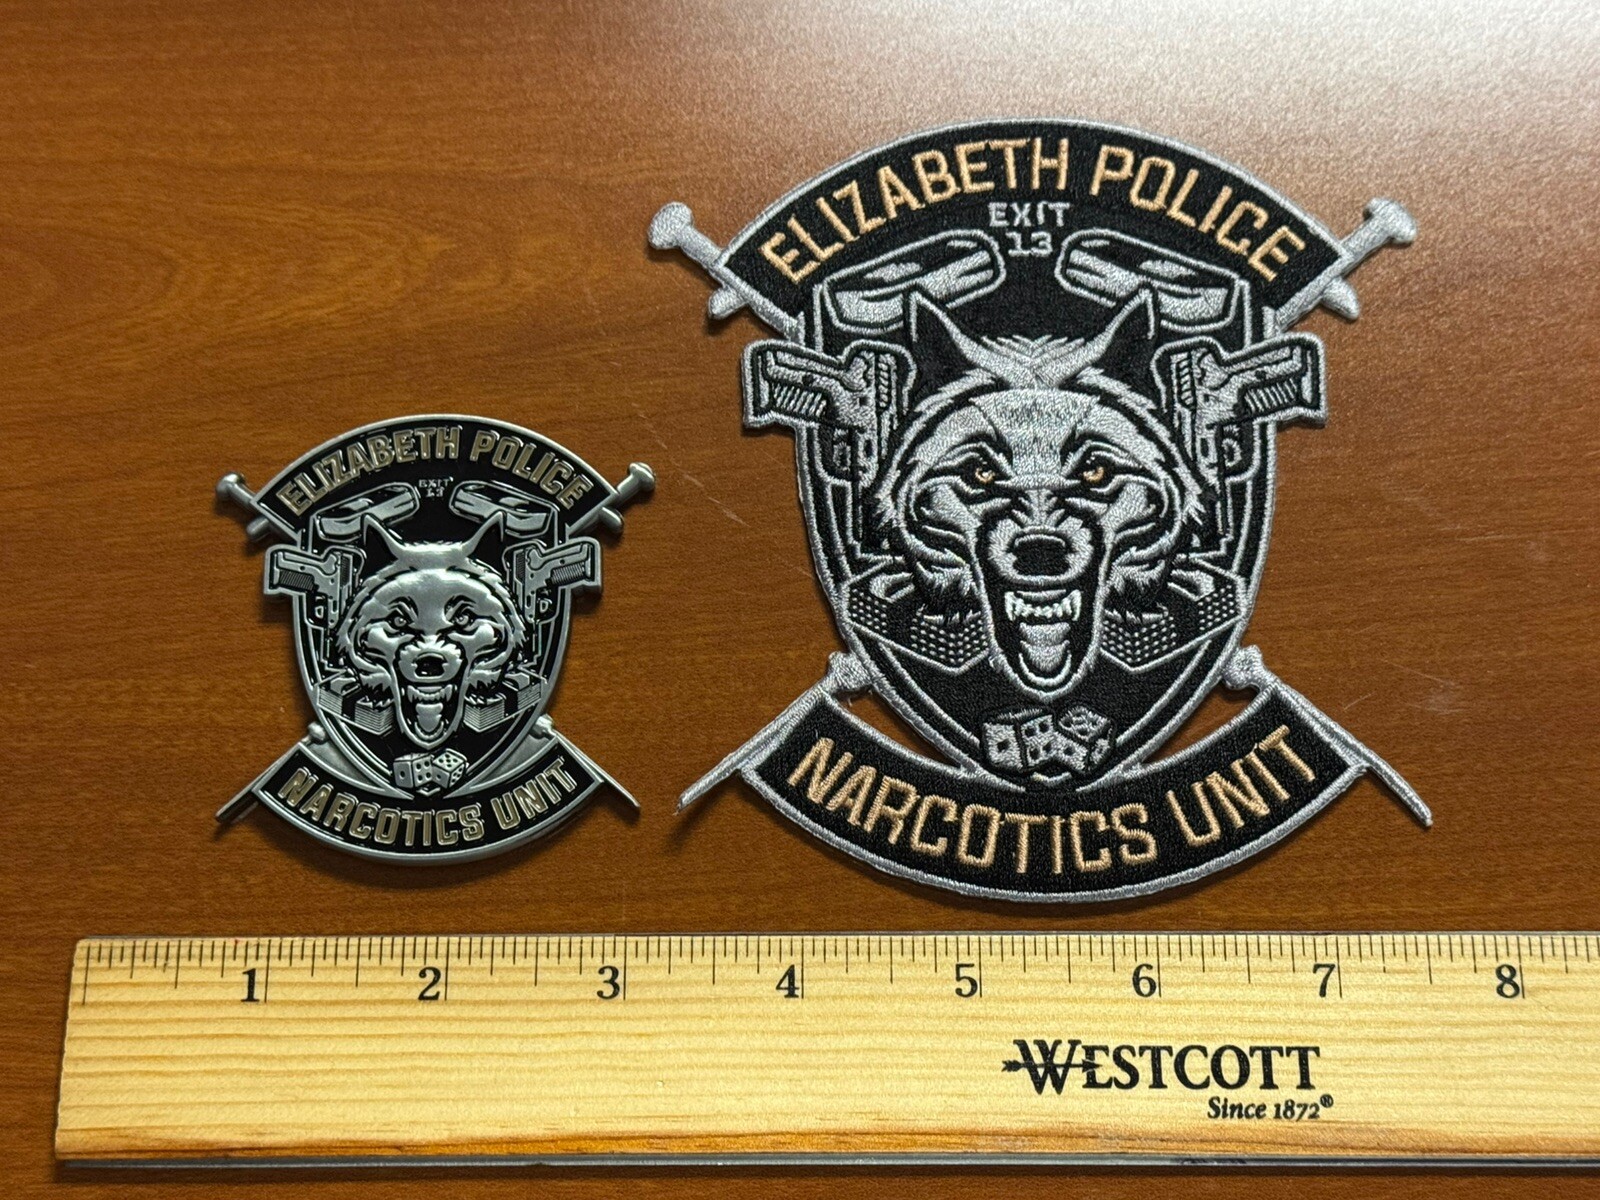 ELIZABETH POLICE
EXIT
13
NARCOTICS UNIT
ELIZABETH POLICE
EXIT
13
NARCOTICS UNIT
1 2 3 4 5 6 7 8
WESTCOTT
Since 1872®